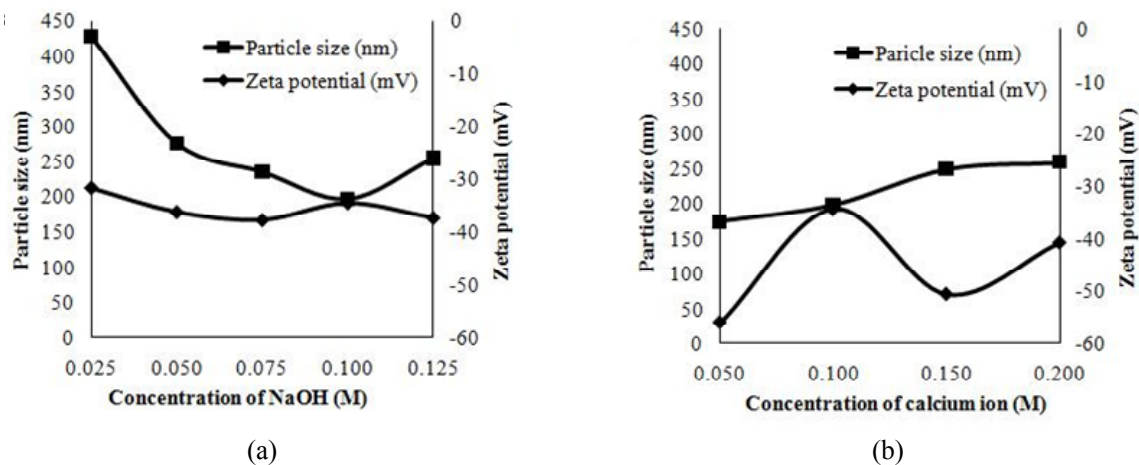 450
400
350
300
250
200
150
100
50
0
Particle size (nm)
0
-10
-20
-30
-40
-50
-60
Zeta potential (mV)
Particle size (nm)
Zeta potential (mV)
0.025 0.050 0.075 0.100 0.125
Concentration of NaOH (M)
(a)
450
400
350
300
250
200
150
100
50
0
Particle size (nm)
0
-10
-20
-30
-40
-50
-60
Zeta potential (mV)
Paricle size (nm)
Zeta potential (mV)
0.050 0.100 0.150 0.200
Concentration of calcium ion (M)
(b)